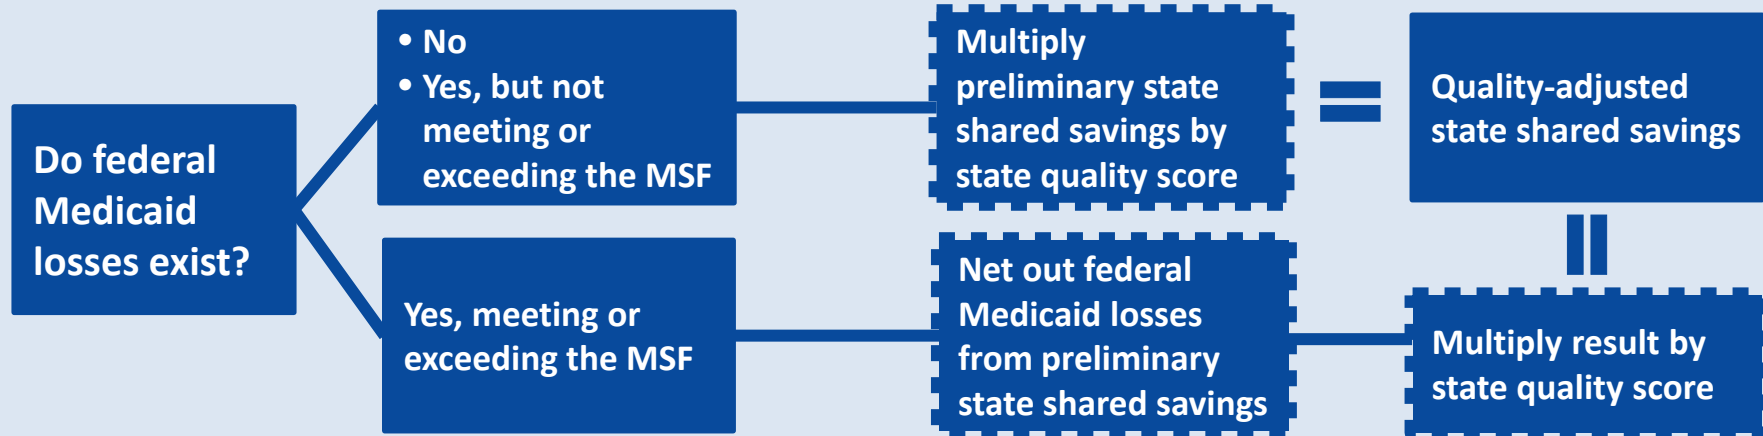 Do federal
Medicaid
losses exist?
• No
• Yes, but not
meeting or
exceeding the MSF
Multiply
preliminary state
shared savings by
state quality score
=
Quality-adjusted
state shared savings
Yes, meeting or
exceeding the MSF
Net out federal
Medicaid losses
from preliminary
state shared savings
Multiply result by
state quality score
=